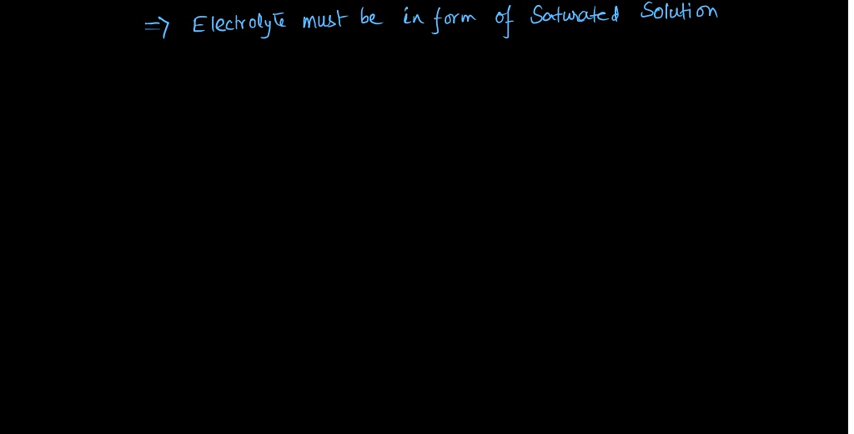 => Electrolyte must be in form of Saturated Solution